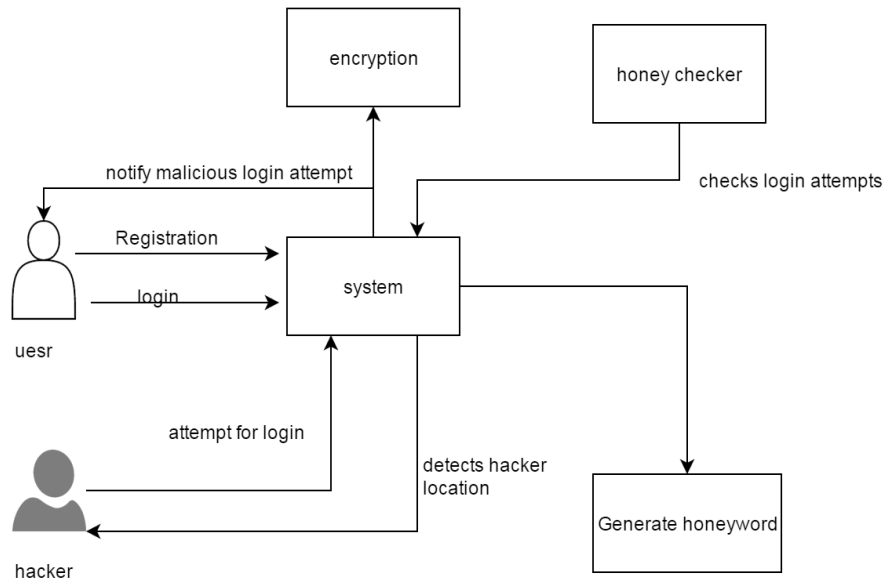 encryption
honey checker
notify malicious login attempt
checks login attempts
Registration
system
login
uesr
attempt for login
detects hacker
location
Generate honeyword
hacker